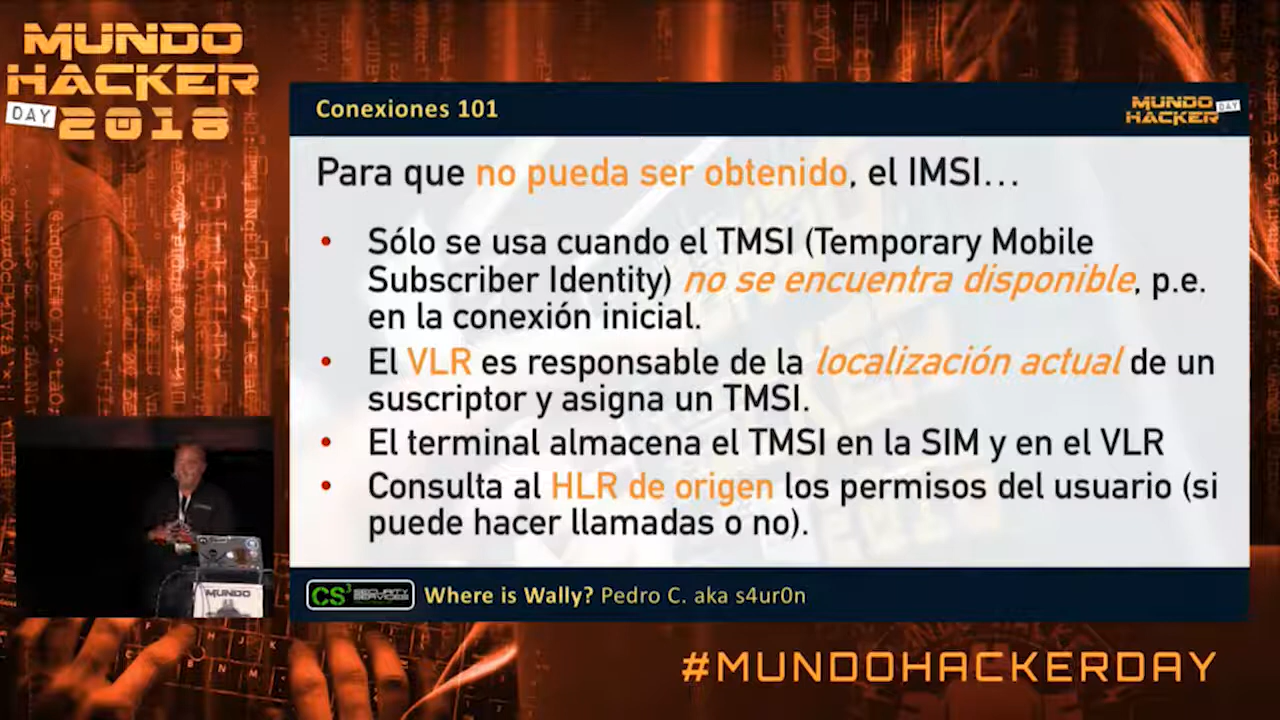 MUNDO
HACKER
DAY
2018
Conexiones 101
MUNDO
HACKER
DAY
Para que no pueda ser obtenido, el IMSI...
• Sólo se usa cuando el TMSI (Temporary Mobile
Subscriber Identity) no se encuentra disponible, p.e.
en la conexión inicial.
• El VLR es responsable de la localización actual de un
suscriptor y asigna un TMSI.
• El terminal almacena el TMSI en la SIM y en el VLR
• Consulta al HLR de origen los permisos del usuario (si
puede hacer llamadas o no).
CS3 SECURITY
SERVICES
Where is Wally? Pedro C. aka s4ur0n
MUNDO
#MUNDOHACKERDAY